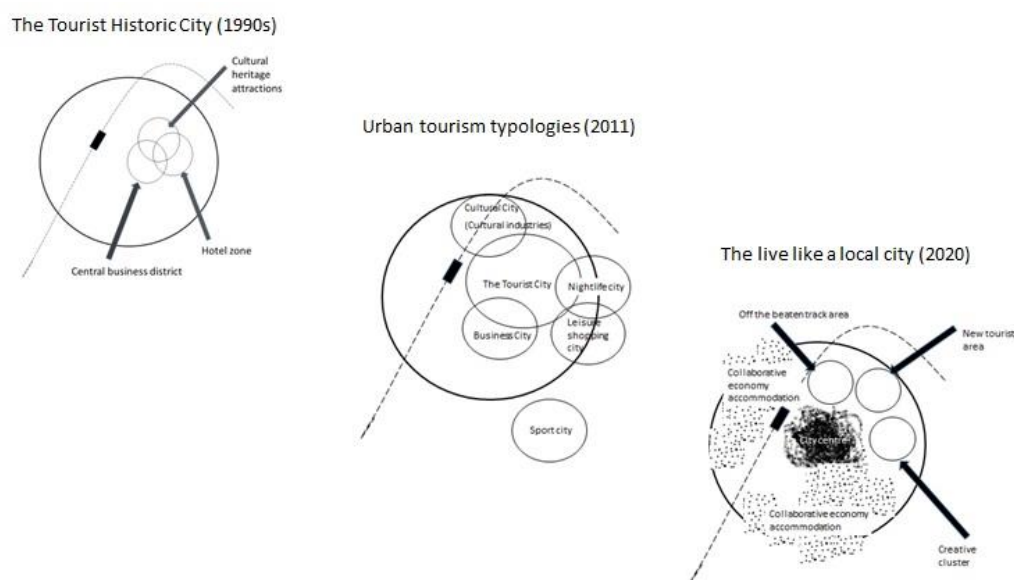 The Tourist Historic City (1990s)
Cultural
heritage
attractions
Hotel zone
Central business district
Urban tourism typologies (2011)
Cultural City
(Cultural industries)
The Tourist City
Nightlife city
Business City
Leisure
shopping
city
Sport city
The live like a local city (2020)
Off the beaten track area
New tourist
area
Collaborative
economy
accommodation
City centre
Collaborative economy
accommodation
Creative
cluster